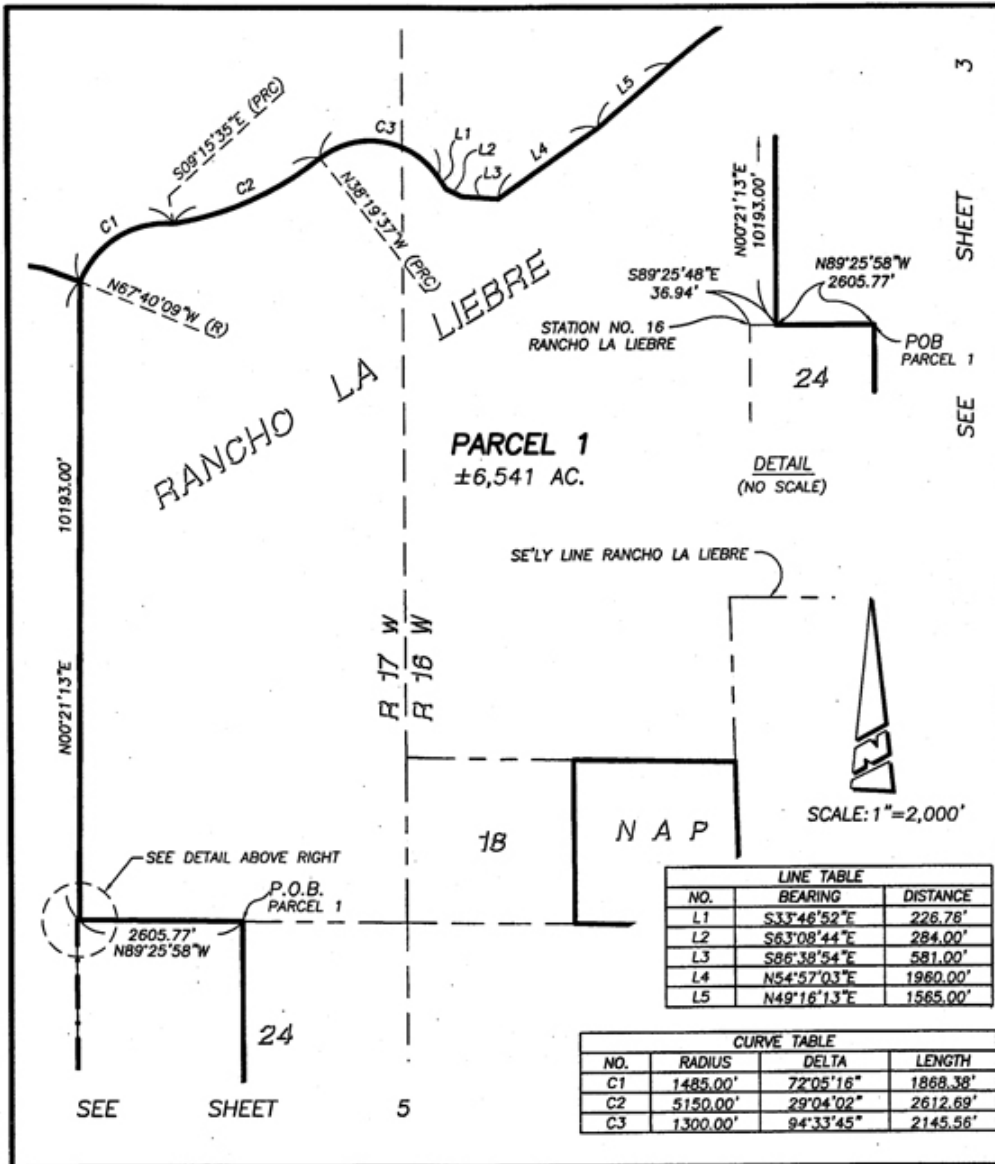 3
SHEET
SEE
S09°15'35"E (PRC)
C1
C2
C3
L1
L2
L3
L4
L5
N67°40'09"W (R)
N38°19'37"W (PRC)
RANCHO LA LIEBRE
N00°21'13"E
10193.00'
S89°25'48"E
36.94'
N89°25'58"W
2605.77'
STATION NO. 16
RANCHO LA LIEBRE
POB
PARCEL 1
24
DETAIL
(NO SCALE)
PARCEL 1
±6,541 AC.
10193.00'
N00°21'13"E
SE'LY LINE RANCHO LA LIEBRE
R 17 W
R 16 W
N
SCALE: 1"=2,000'
18
N A P
SEE DETAIL ABOVE RIGHT
P.O.B.
PARCEL 1
2605.77'
N89°25'58"W
24
LINE TABLE
NO. BEARING DISTANCE
L1 S33°46'52"E 226.76'
L2 S63°08'44"E 284.00'
L3 S86°38'54"E 581.00'
L4 N54°57'03"E 1960.00'
L5 N49°16'13"E 1565.00'
CURVE TABLE
NO. RADIUS DELTA LENGTH
C1 1485.00' 72°05'16" 1868.38'
C2 5150.00' 29°04'02" 2612.69'
C3 1300.00' 94°33'45" 2145.56'
SEE SHEET 5